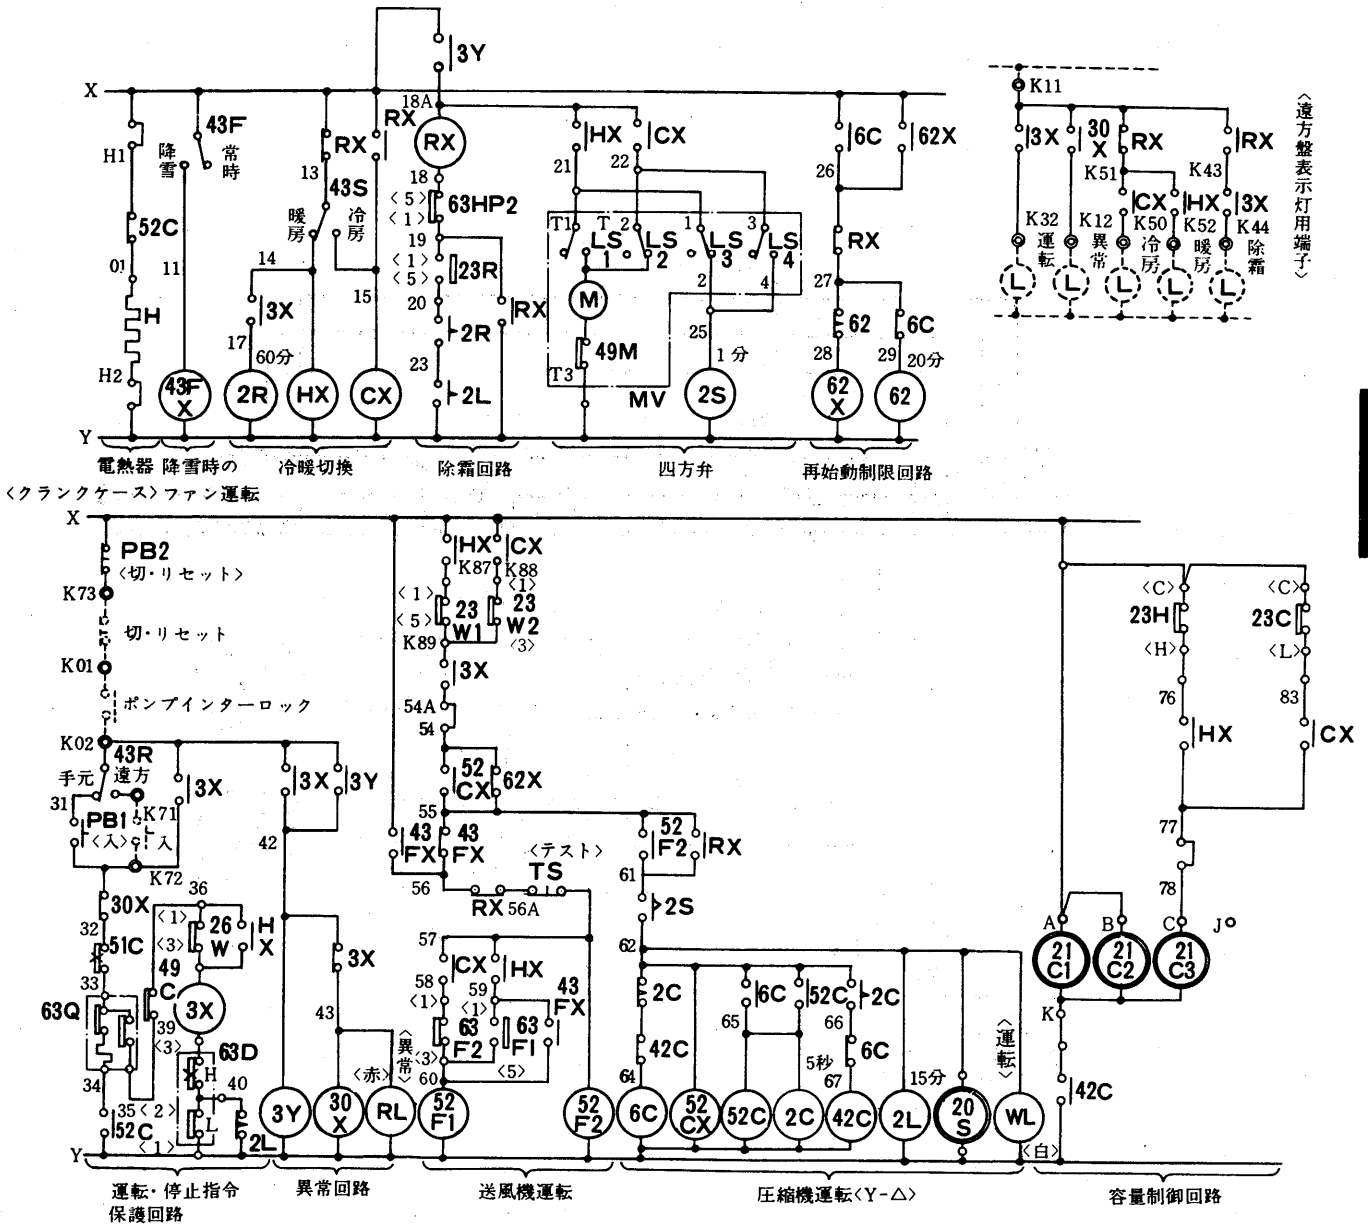 3Y
X
18A
K11
〈遠方盤表示灯用端子〉
43F
RX
RX
RX
HX
CX
6C
62X
3X
30
X
RX
RX
H1
降雪
常時
13
18
21
22
26
K51
K43
43S
〈5〉
〈1〉
63HP2
CX
HX
3X
52C
暖房
冷房
19
T1
T
2
1
3
RX
K32
K12
K50
K52
K44
運転
異常
冷房
暖房
除霜
01
11
14
15
〈1〉
〈5〉
23R
LS
1
LS
2
LS
3
LS
4
27
L
L
L
L
L
H
3X
20
RX
M
2
4
62
6C
17
60分
2R
49M
25
28
29
20分
H2
23
T3
1分
43F
X
2R
HX
CX
2L
MV
2S
62
X
62
Y
電熱器
降雪時の
冷暖切換
除霜回路
四方弁
再始動制限回路
〈クランクケース〉ファン運転
X
PB2
〈切・リセット〉
HX
CX
K87
K88
〈C〉
〈C〉
K73
〈1〉
〈1〉
23
W1
23
W2
23H
23C
切・リセット
〈5〉
K89
〈3〉
〈H〉
〈L〉
K01
3X
76
83
ポンプインターロック
54A
54
HX
CX
K02
43R
手元
遠方
3X
3X
3Y
52
CX
62X
31
K71
PB1
〈入〉
入
42
55
77
43
FX
43
FX
〈テスト〉
TS
52
F2
RX
K72
56
RX
56A
61
78
30X
36
2S
32
〈1〉
26
W
H
X
A
B
C
J
51C
〈3〉
3X
57
62
21
C1
21
C2
21
C3
33
49
C
3X
CX
HX
43
FX
2C
6C
52C
2C
58
59
63Q
39
〈3〉
43
〈1〉
〈1〉
65
66
K
63D
H
〈異常〉
63
F2
63
F1
42C
6C
〈運転〉
34
40
〈赤〉
〈3〉
〈5〉
64
5秒
67
15分
42C
35
〈2〉
60
52C
L
〈1〉
2L
3Y
30
X
RL
52
F1
52
F2
6C
52
CX
52C
2C
42C
2L
20
S
WL
〈白〉
Y
運転・停止指令
保護回路
異常回路
送風機運転
圧縮機運転〈Y-△〉
容量制御回路